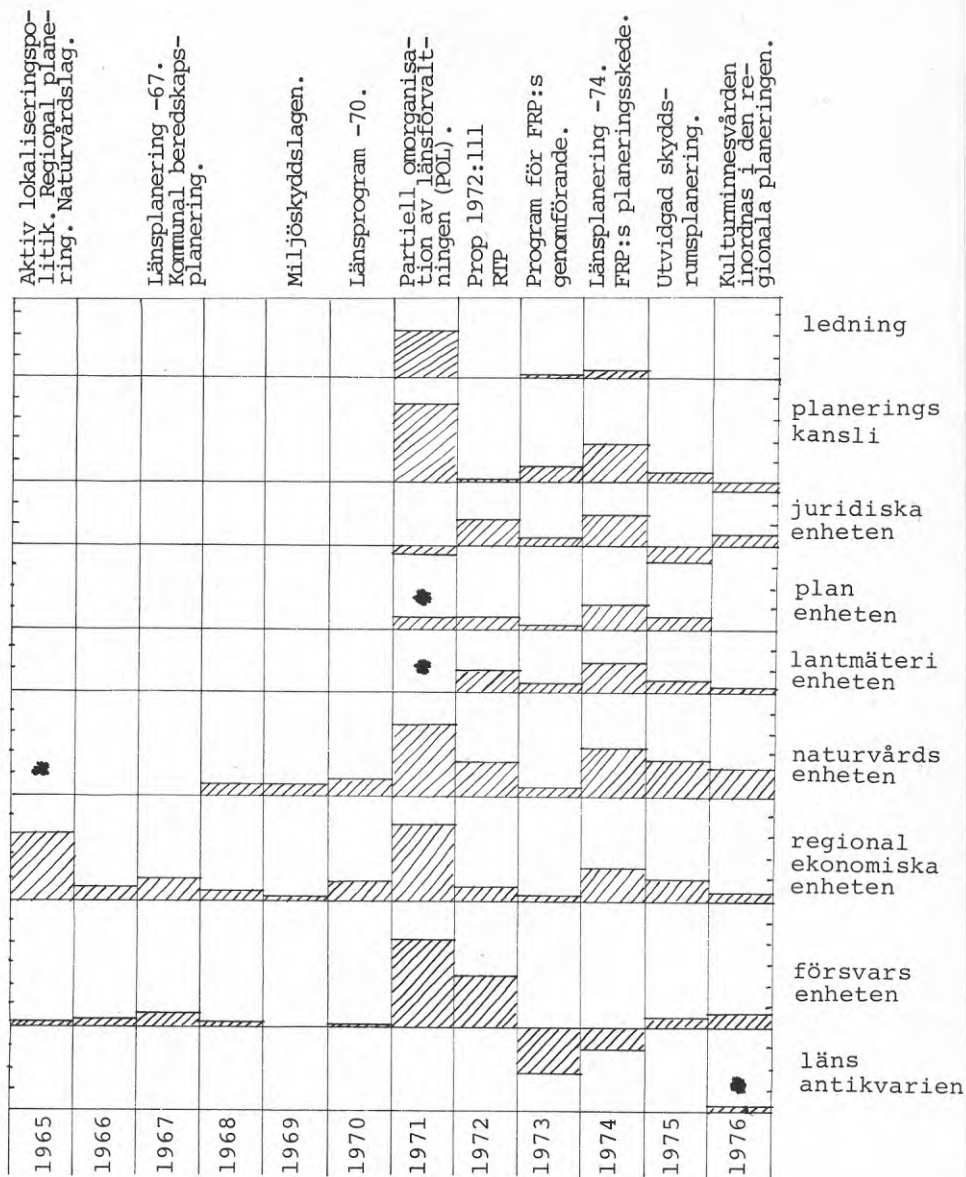 Aktiv lokaliseringspo-
litik. Regional plane-
ring. Naturvårdslag.
Länsplanering -67.
Kommunal beredskaps-
planering.
Miljöskyddslagen.
Länsprogram -70.
Partiell omorganisa-
tion av länsförvalt-
ningen (POL).
Prop 1972:111
RTP
Program för FRP:s
genomförande.
Länsplanering -74.
FRP:s planeringsskede.
Utvidgad skydds-
rumsplanering.
Kulturminnesvården
inordnas i den re-
gionala planeringen.
ledning
planerings
kansli
juridiska
enheten
plan
enheten
lantmäteri
enheten
naturvårds
enheten
regional
ekonomiska
enheten
försvars
enheten
läns
antikvarien
1965
1966
1967
1968
1969
1970
1971
1972
1973
1974
1975
1976